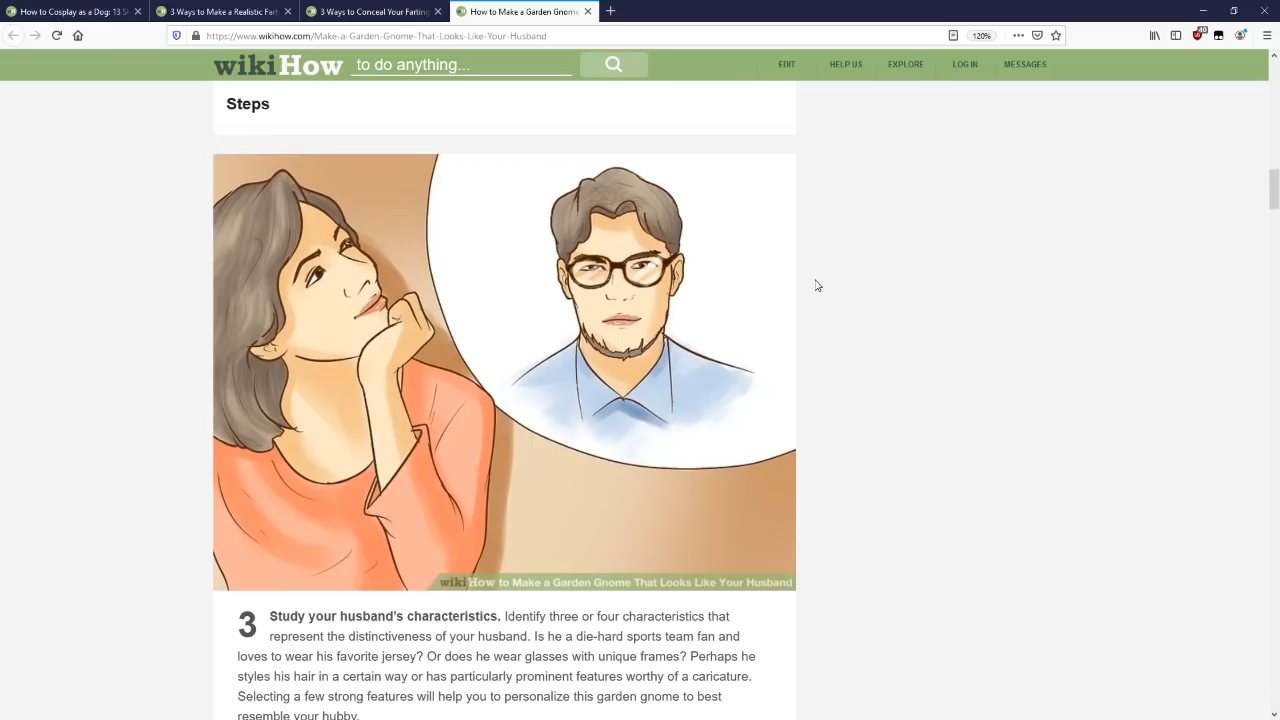 How to Cosplay as a Dog: 13 S
3 Ways to Make a Realistic Fart
3 Ways to Conceal Your Farting
How to Make a Garden Gnome
https://www.wikihow.com/Make-a-Garden-Gnome-That-Looks-Like-Your-Husband
120%
wikiHow to do anything...
EDIT
HELP US
EXPLORE
LOG IN
MESSAGES
Steps
wikiHow to Make a Garden Gnome That Looks Like Your Husband
3 Study your husband's characteristics. Identify three or four characteristics that
represent the distinctiveness of your husband. Is he a die-hard sports team fan and
loves to wear his favorite jersey? Or does he wear glasses with unique frames? Perhaps he
styles his hair in a certain way or has particularly prominent features worthy of a caricature.
Selecting a few strong features will help you to personalize this garden gnome to best
resemble your hubby.